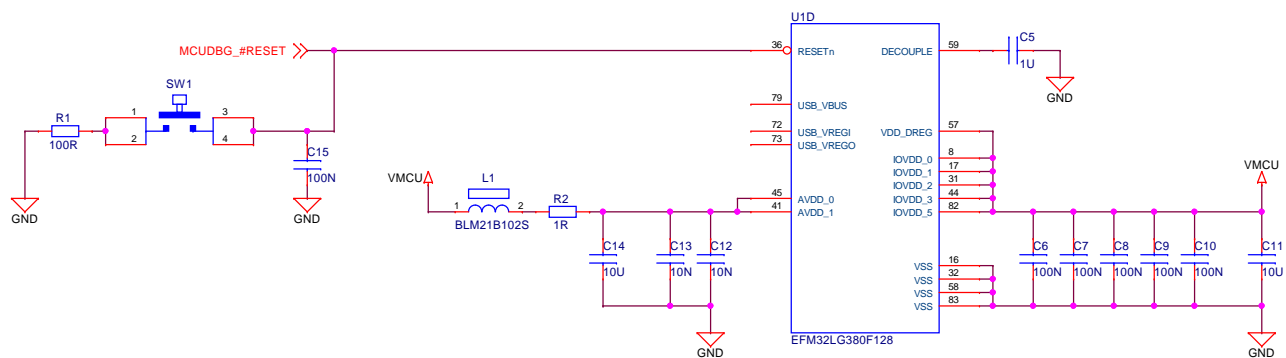 U1D
MCUDBG_#RESET
36
RESETn
DECOUPLE
59
C5
1U
GND
SW1
R1
100R
1
2
3
4
C15
100N
GND
GND
79
USB_VBUS
72
USB_VREGI
73
USB_VREGO
VDD_DREG
57
IOVDD_0
8
IOVDD_1
17
IOVDD_2
31
IOVDD_3
44
IOVDD_5
82
VMCU
VMCU
L1
1
2
BLM21B102S
R2
1R
45
AVDD_0
41
AVDD_1
C14
10U
C13
10N
C12
10N
GND
VSS
16
VSS
32
VSS
58
VSS
83
C6
100N
C7
100N
C8
100N
C9
100N
C10
100N
C11
10U
GND
EFM32LG380F128